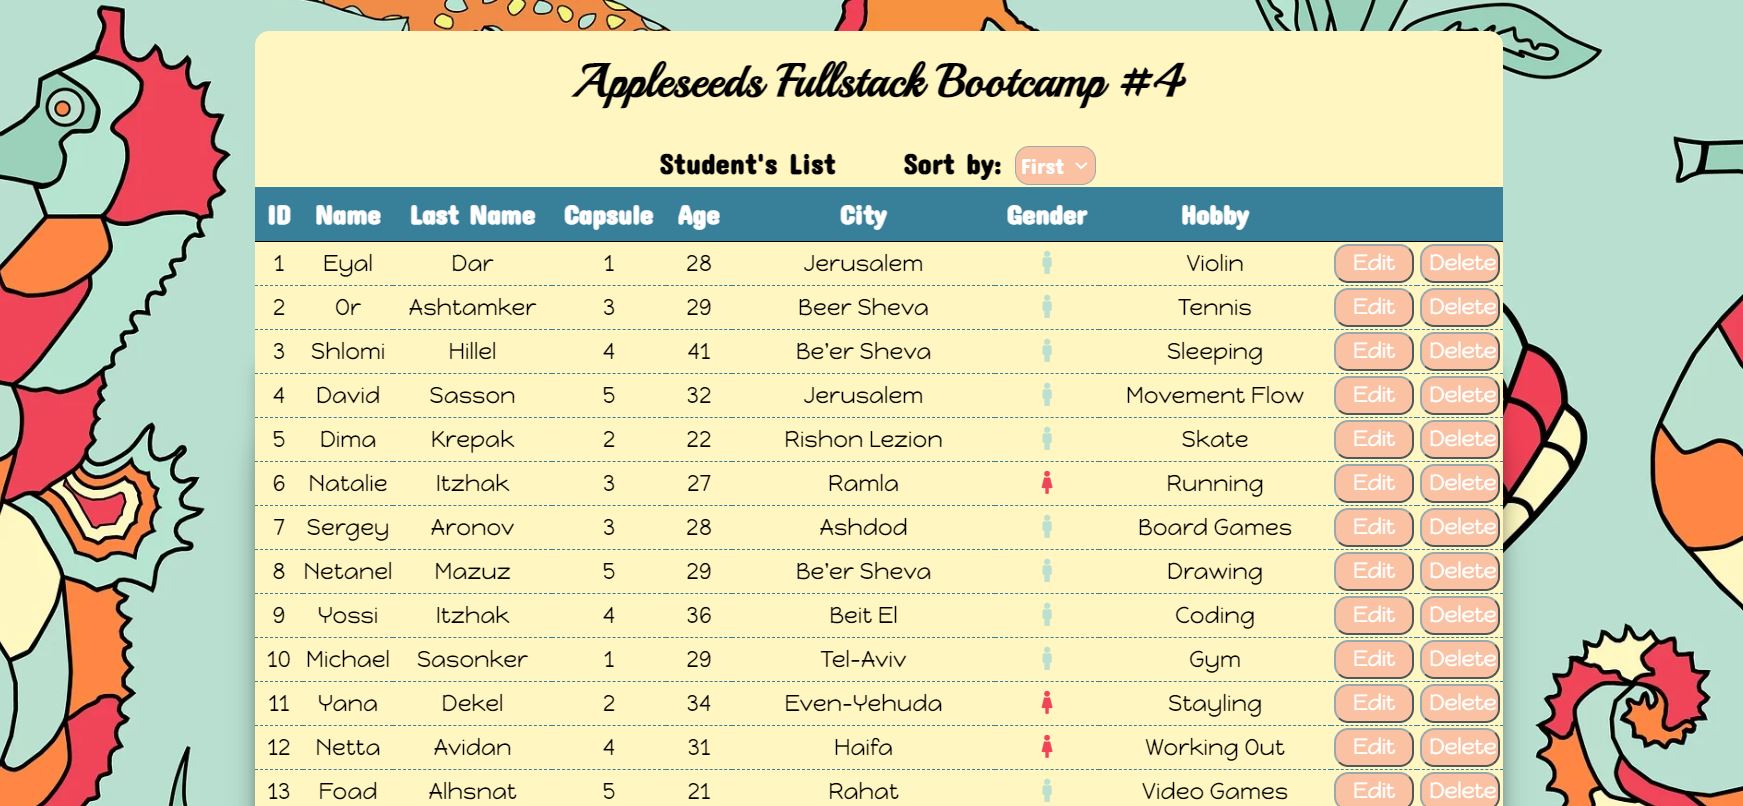 Appleseeds Fullstack Bootcamp #4
Student's List Sort by: First
ID Name Last Name Capsule Age City Gender Hobby
1 Eyal Dar 1 28 Jerusalem Violin Edit Delete
2 Or Ashtamker 3 29 Beer Sheva Tennis Edit Delete
3 Shlomi Hillel 4 41 Be'er Sheva Sleeping Edit Delete
4 David Sasson 5 32 Jerusalem Movement Flow Edit Delete
5 Dima Krepak 2 22 Rishon Lezion Skate Edit Delete
6 Natalie Itzhak 3 27 Ramla Running Edit Delete
7 Sergey Aronov 3 28 Ashdod Board Games Edit Delete
8 Netanel Mazuz 5 29 Be'er Sheva Drawing Edit Delete
9 Yossi Itzhak 4 36 Beit El Coding Edit Delete
10 Michael Sasonker 1 29 Tel-Aviv Gym Edit Delete
11 Yana Dekel 2 34 Even-Yehuda Stayling Edit Delete
12 Netta Avidan 4 31 Haifa Working Out Edit Delete
13 Foad Alhsnat 5 21 Rahat Video Games Edit Delete